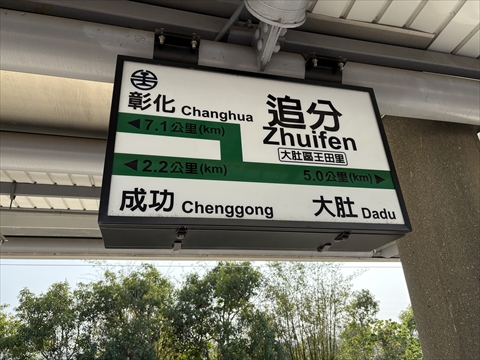 彰化 Changhua
追分
Zhuifen
大肚區王田里
◀7.1公里(km)
◀2.2公里(km)
5.0公里(km)▶
成功 Chenggong
大肚 Dadu